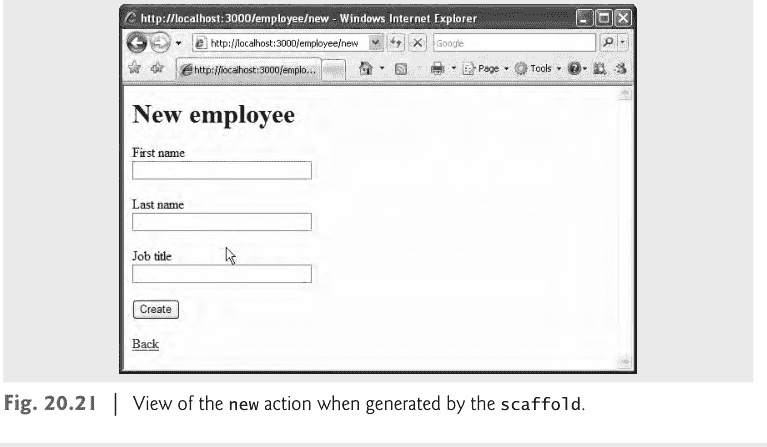 http://localhost:3000/employee/new - Windows Internet Explorer
http://localhost:3000/employee/new
Google
http://localhost:3000/emplo...
Page
Tools
New employee
First name
Last name
Job title
Create
Back
Fig. 20.21 | View of the new action when generated by the scaffold.